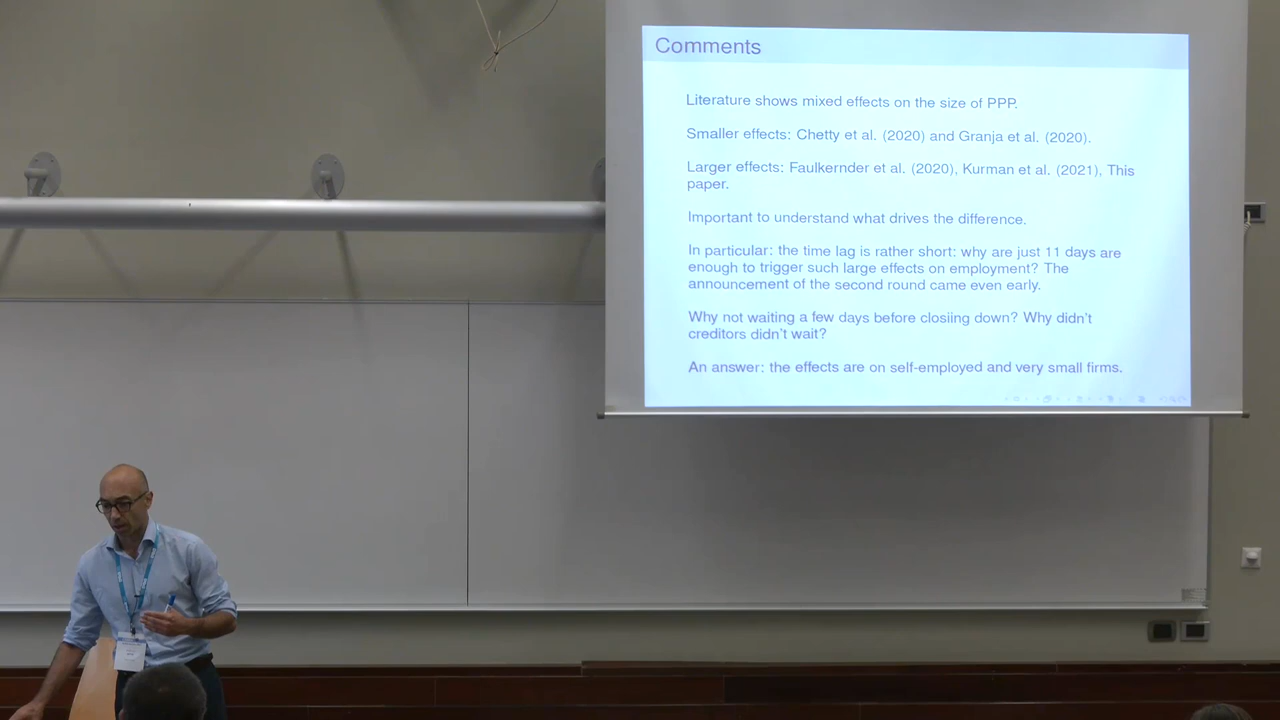 Comments
Literature shows mixed effects on the size of PPP.
Smaller effects: Chetty et al. (2020) and Granja et al. (2020).
Larger effects: Faulkernder et al. (2020), Kurman et al. (2021), This
paper.
Important to understand what drives the difference.
In particular: the time lag is rather short: why are just 11 days are
enough to trigger such large effects on employment? The
announcement of the second round came even early.
Why not waiting a few days before closiing down? Why didn't
creditors didn't wait?
An answer: the effects are on self-employed and very small firms.